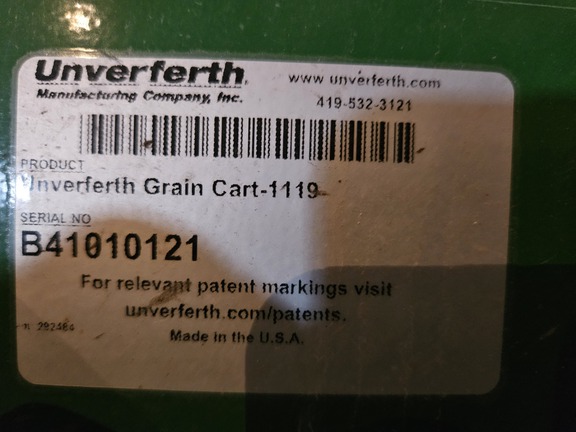 Unverferth
www unverferth.com
Manufacturing Company, Inc.
419-532-3121
PRODUCT
Unverferth Grain Cart-1119
SERIAL NO
B41010121
For relevant patent markings visit
unverferth.com/patents.
292484
Made in the U.S.A.